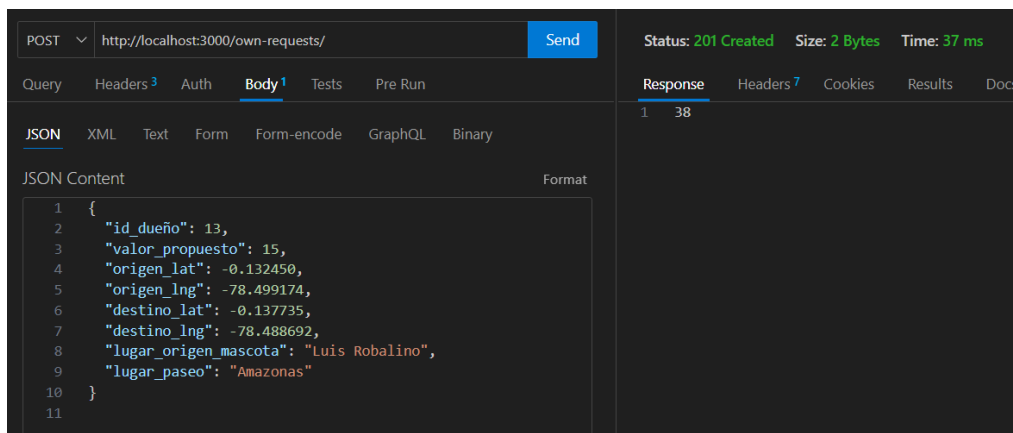 POST http://localhost:3000/own-requests/ Send
Query Headers 3 Auth Body 1 Tests Pre Run
JSON XML Text Form Form-encode GraphQL Binary
JSON Content Format
1 {
2 "id_dueño": 13,
3 "valor_propuesto": 15,
4 "origen_lat": -0.132450,
5 "origen_lng": -78.499174,
6 "destino_lat": -0.137735,
7 "destino_lng": -78.488692,
8 "lugar_origen_mascota": "Luis Robalino",
9 "lugar_paseo": "Amazonas"
10 }
11
Status: 201 Created Size: 2 Bytes Time: 37 ms
Response Headers 7 Cookies Results Docs
1 38